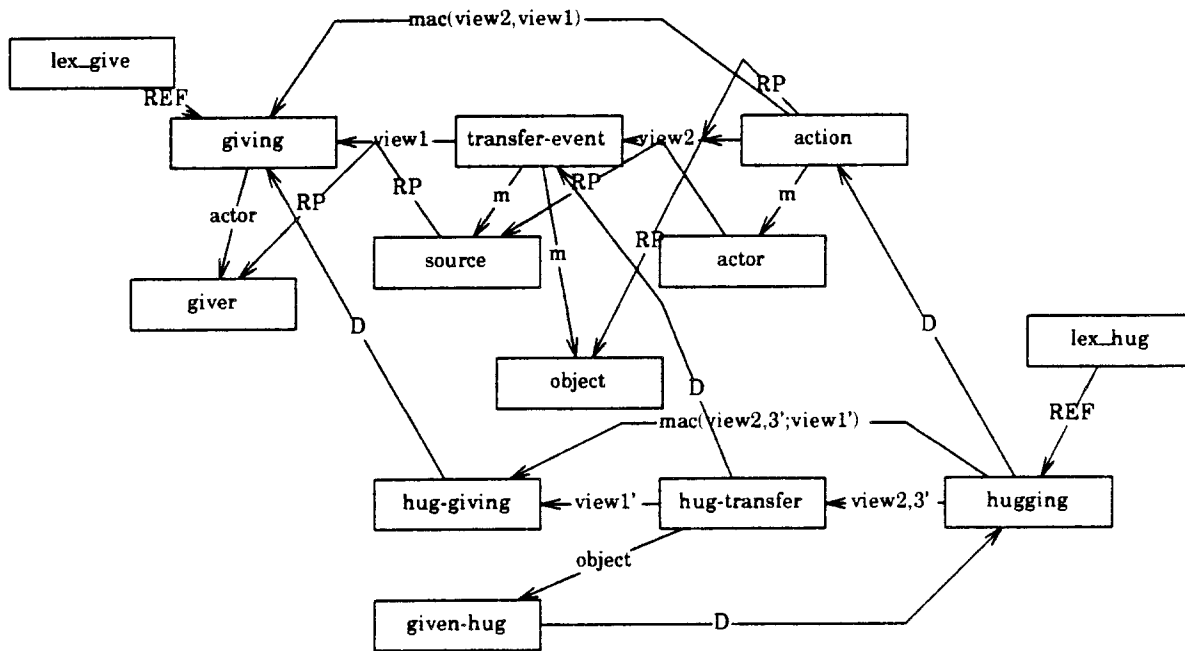 mac(view2,view1)
lex_give
RP
REF
giving
view1
transfer-event
view2
action
RP
m
RP
m
actor
RP
source
m
RP
actor
giver
D
D
lex_hug
object
D
REF
mac(view2,3';view1')
hug-giving
view1'
hug-transfer
view2,3'
hugging
object
given-hug
D